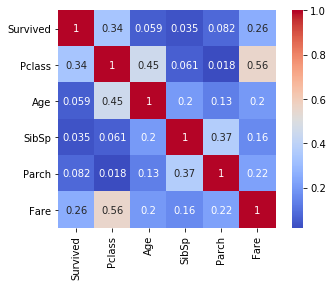 Survived 1 0.34 0.059 0.035 0.082 0.26
Pclass 0.34 1 0.45 0.061 0.018 0.56
Age 0.059 0.45 1 0.2 0.13 0.2
SibSp 0.035 0.061 0.2 1 0.37 0.16
Parch 0.082 0.018 0.13 0.37 1 0.22
Fare 0.26 0.56 0.2 0.16 0.22 1
Survived Pclass Age SibSp Parch Fare
1.0
0.8
0.6
0.4
0.2